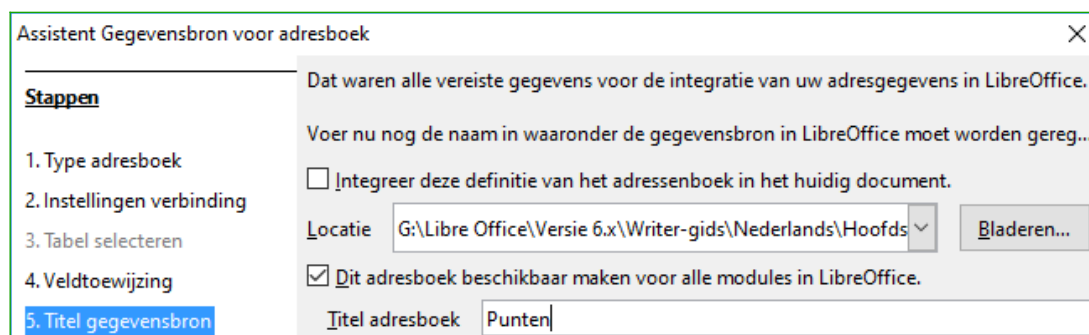 Assistent Gegevensbron voor adresboek
Stappen
1. Type adresboek
2. Instellingen verbinding
3. Tabel selecteren
4. Veldtoewijzing
5. Titel gegevensbron
Dat waren alle vereiste gegevens voor de integratie van uw adresgegevens in LibreOffice.
Voer nu nog de naam in waaronder de gegevensbron in LibreOffice moet worden gereg...
Integreer deze definitie van het adressenboek in het huidig document.
Locatie G:\Libre Office\Versie 6.x\Writer-gids\Nederlands\Hoofds Bladeren...
Dit adresboek beschikbaar maken voor alle modules in LibreOffice.
Titel adresboek Punten